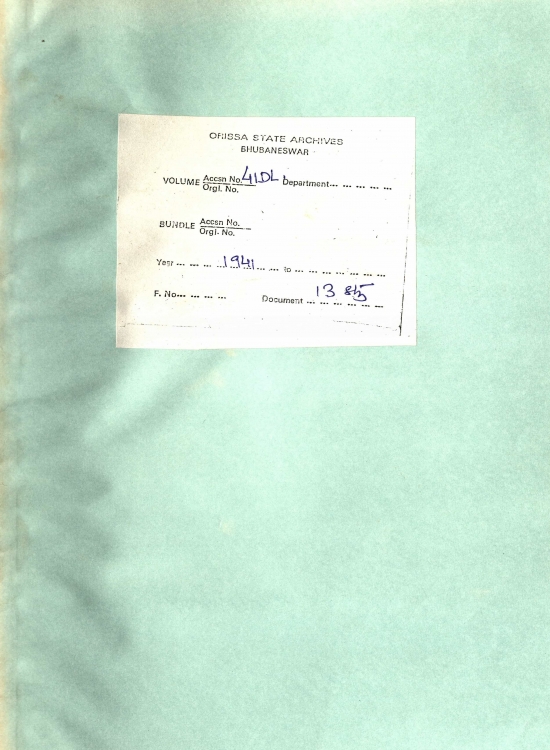 ORISSA STATE ARCHIVES
BHUBANESWAR
VOLUME Accsn No. 41DL Department... ... ... ... ...
Orgl. No.
BUNDLE Accsn No.
Orgl. No.
Year ... ... ... 1941 ... ... to ... ... ... ... ... ... ...
F. No... ... ... ...
Document ... 13 ... ... ... ...